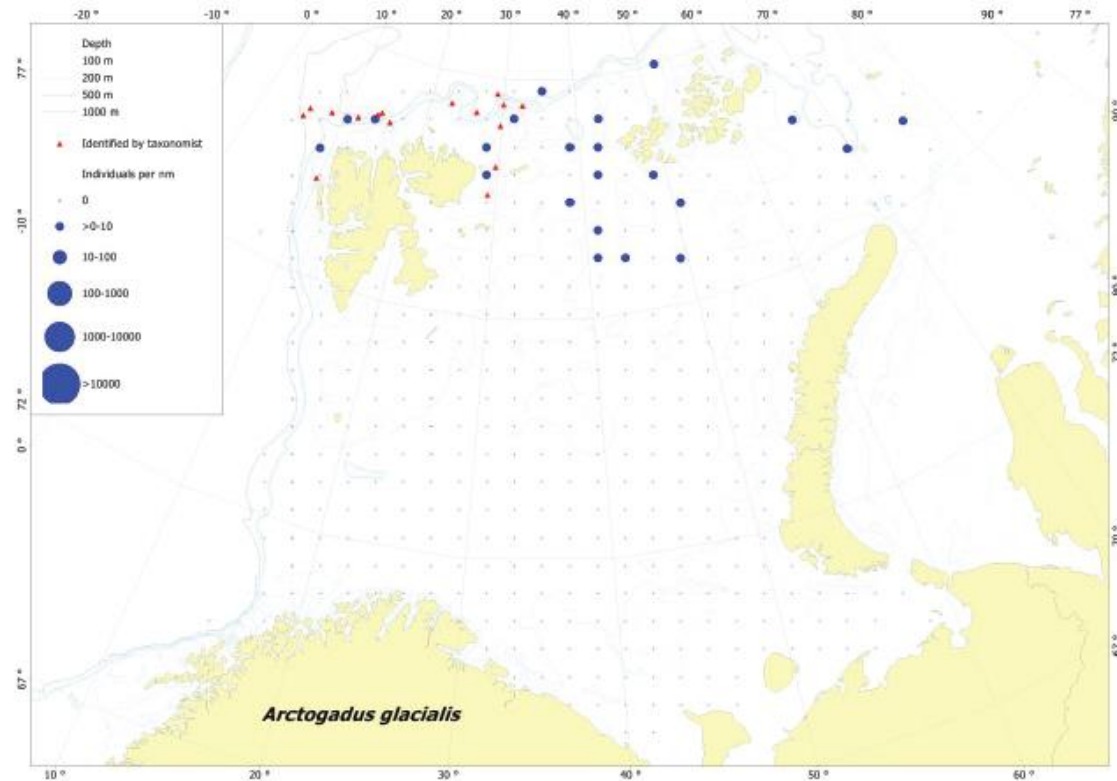 -20 ° -10 ° 0 ° 10 ° 20 ° 30 ° 40 ° 50 ° 60 ° 70 ° 80 ° 90 ° 77 °
Depth
100 m
200 m
500 m
1000 m
Identified by taxonomist
Individuals per nm
0
>0-10
10-100
100-1000
1000-10000
>10000
77 °
-10 °
72 °
0 °
67 °
67 °
Arctogadus glacialis
10 ° 20 ° 30 ° 40 ° 50 ° 60 °